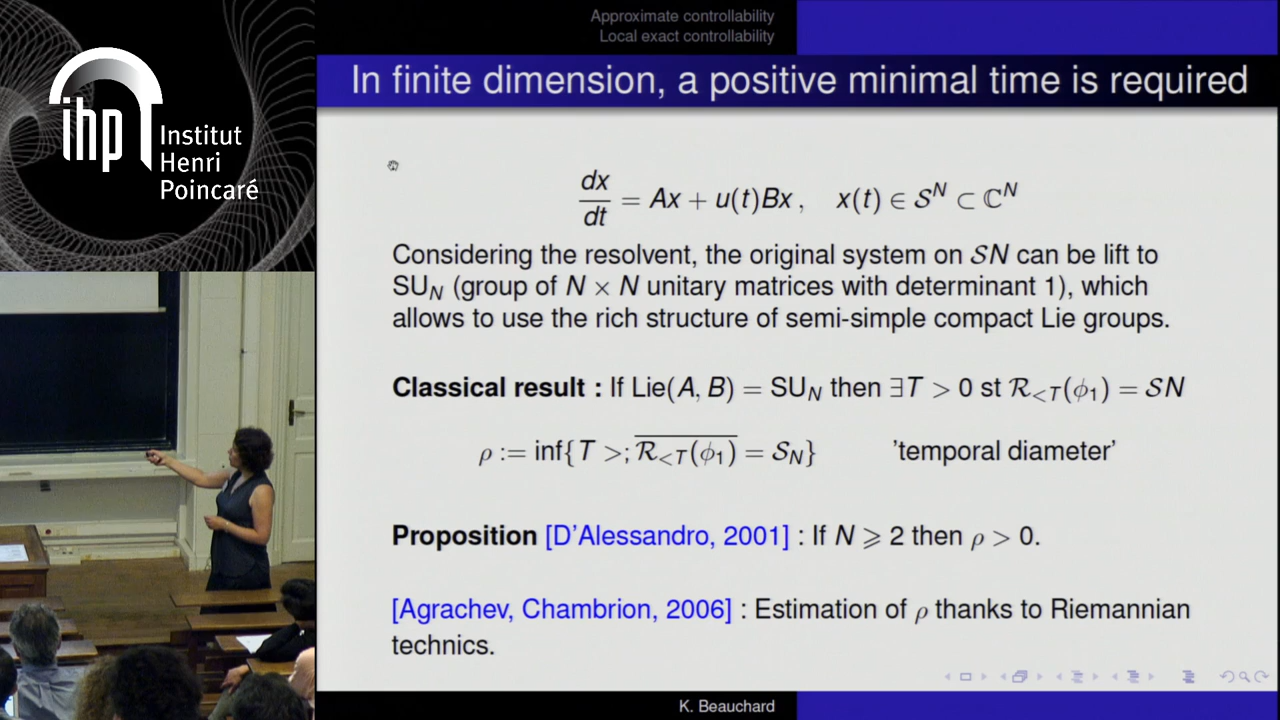 ihp Institut
Henri
Poincaré
Approximate controllability
Local exact controllability
In finite dimension, a positive minimal time is required
dx/dt = Ax + u(t)Bx , x(t) ∈ 𝒮^N ⊂ ℂ^N
Considering the resolvent, the original system on 𝒮N can be lift to
SU_N (group of N × N unitary matrices with determinant 1), which
allows to use the rich structure of semi-simple compact Lie groups.
Classical result : If Lie(A, B) = SU_N then ∃T > 0 st ℛ_{<T}(ϕ₁) = 𝒮N
ρ := inf{T >; \overline{ℛ_{<T}(ϕ₁)} = 𝒮_N} 'temporal diameter'
Proposition [D'Alessandro, 2001] : If N ⩾ 2 then ρ > 0.
[Agrachev, Chambrion, 2006] : Estimation of ρ thanks to Riemannian
technics.
K. Beauchard